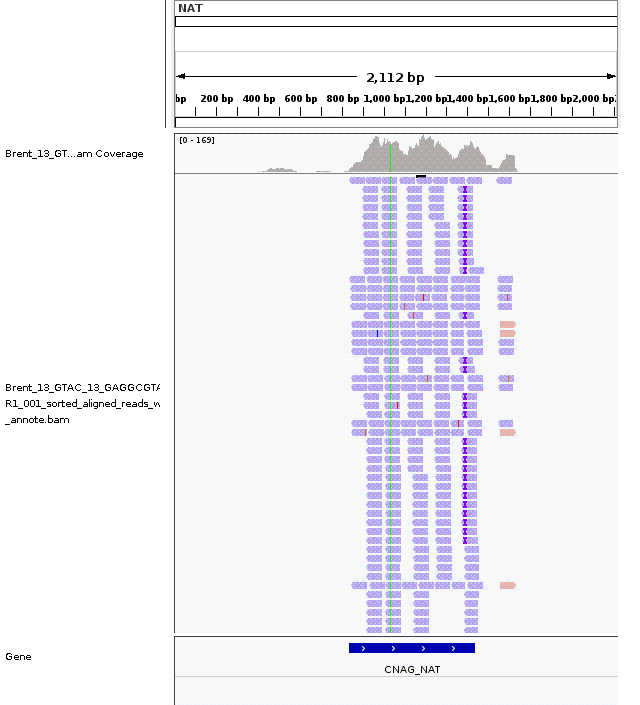 NAT
2,112 bp
bp 200 bp 400 bp 600 bp 800 bp 1,000 bp 1,200 bp 1,400 bp 1,600 bp 1,800 bp 2,000 bp
[0 - 169]
Brent_13_GT...am Coverage
Brent_13_GTAC_13_GAGGCGTA
R1_001_sorted_aligned_reads_w
_annote.bam
Gene
CNAG_NAT